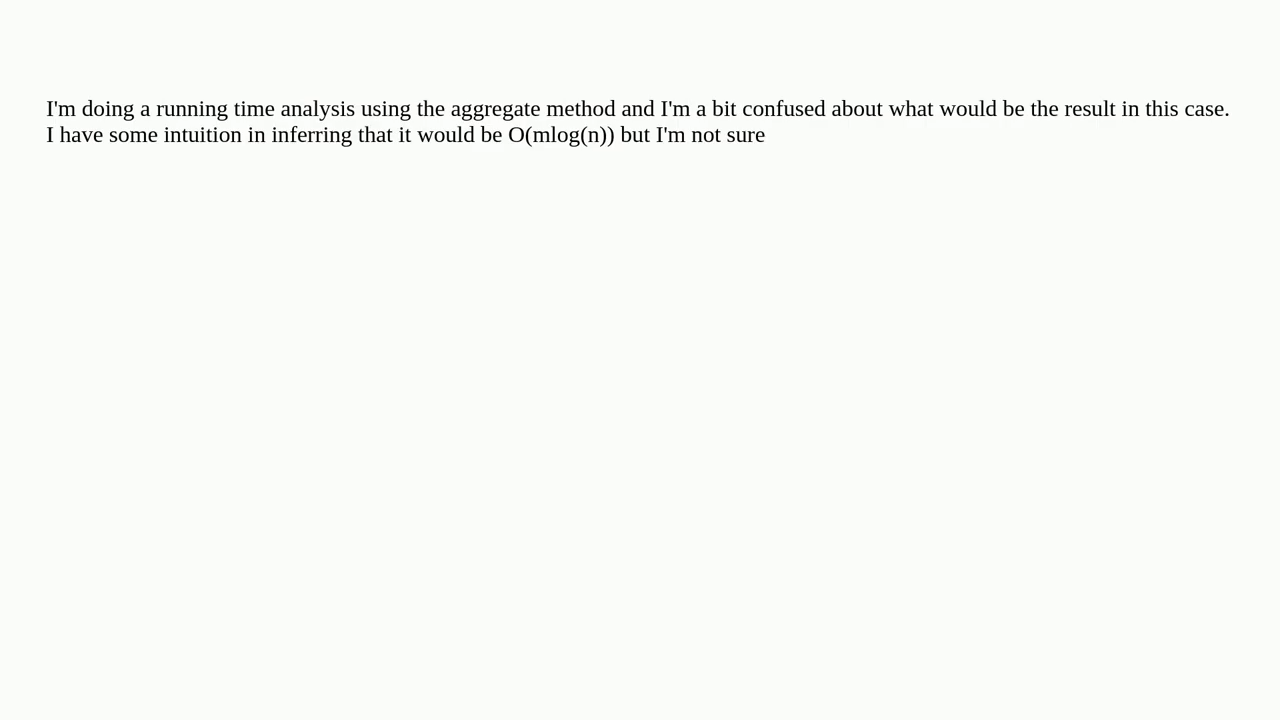 I'm doing a running time analysis using the aggregate method and I'm a bit confused about what would be the result in this case.
I have some intuition in inferring that it would be O(mlog(n)) but I'm not sure